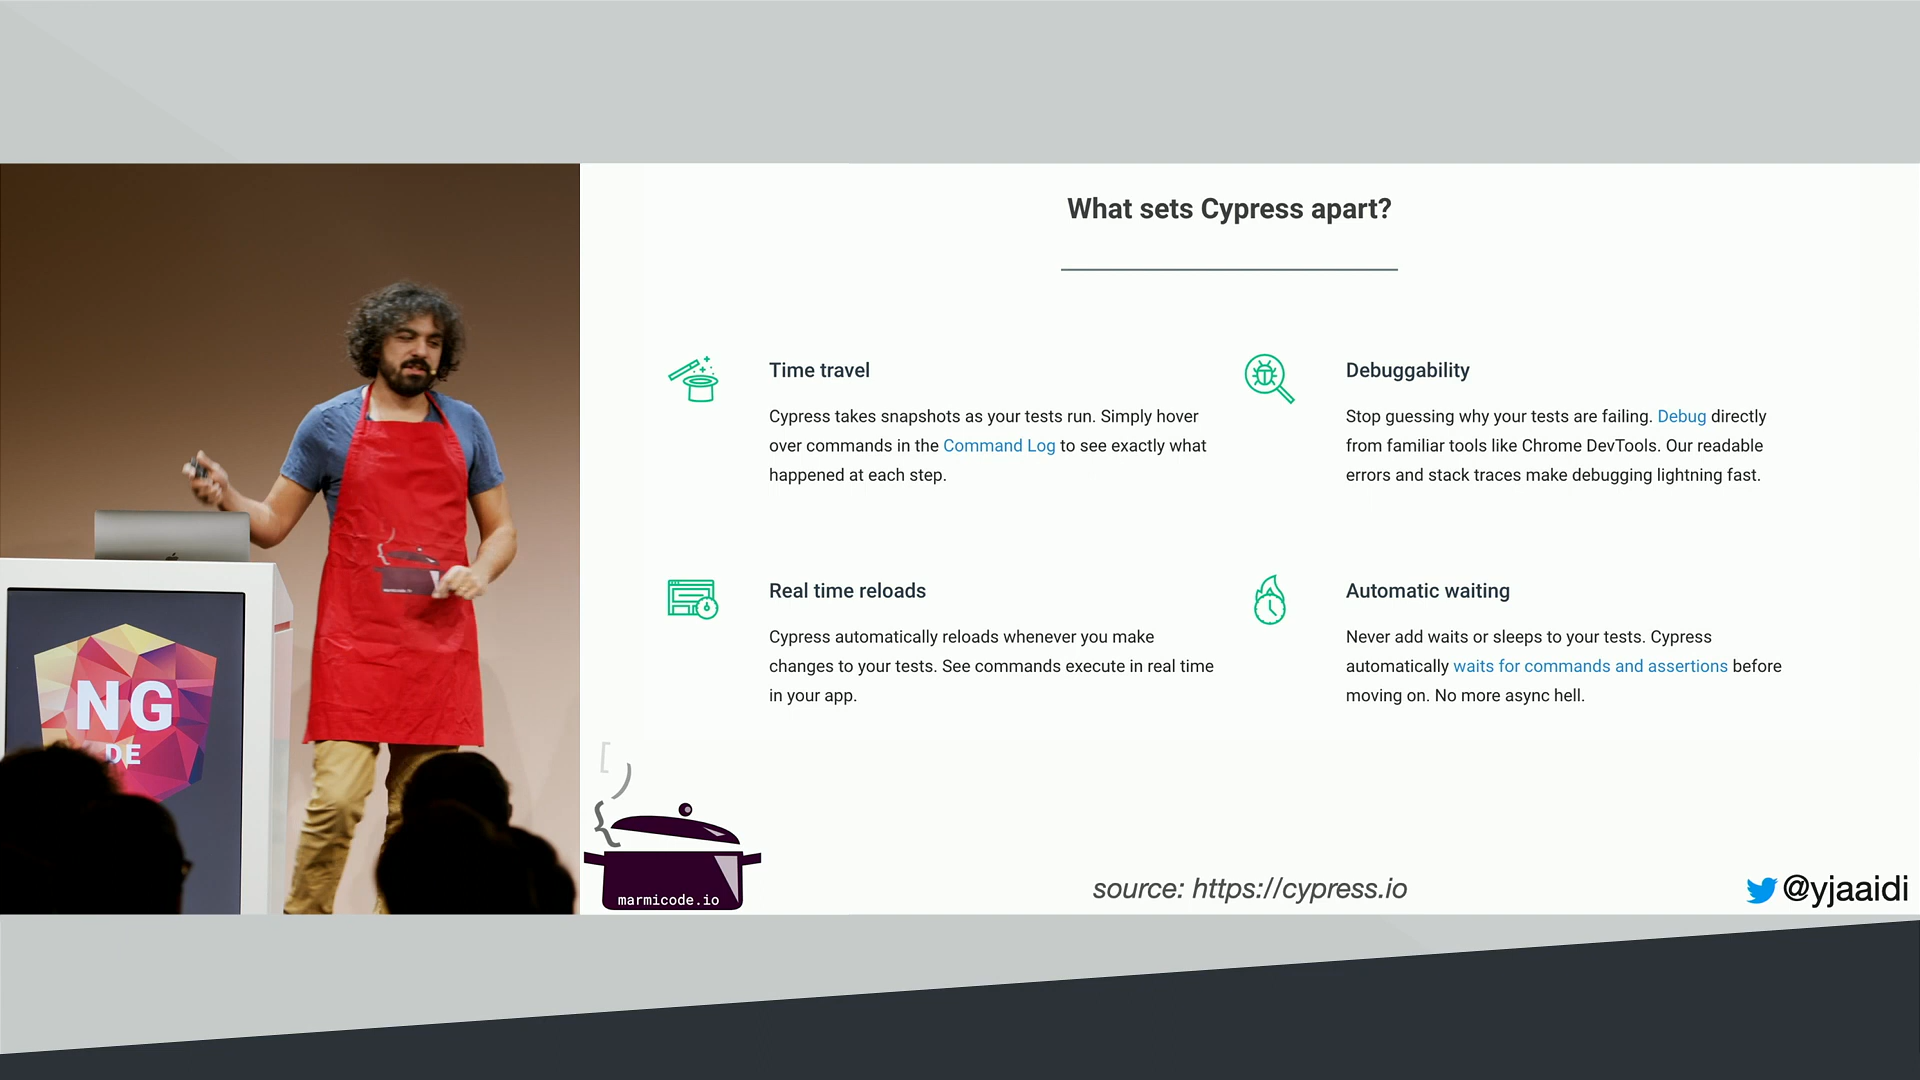 What sets Cypress apart?
Time travel
Cypress takes snapshots as your tests run. Simply hover
over commands in the Command Log to see exactly what
happened at each step.
Debuggability
Stop guessing why your tests are failing. Debug directly
from familiar tools like Chrome DevTools. Our readable
errors and stack traces make debugging lightning fast.
Real time reloads
Cypress automatically reloads whenever you make
changes to your tests. See commands execute in real time
in your app.
Automatic waiting
Never add waits or sleeps to your tests. Cypress
automatically waits for commands and assertions before
moving on. No more async hell.
NG
DE
[
)
{
marmicode.io
source: https://cypress.io
@yjaaidi